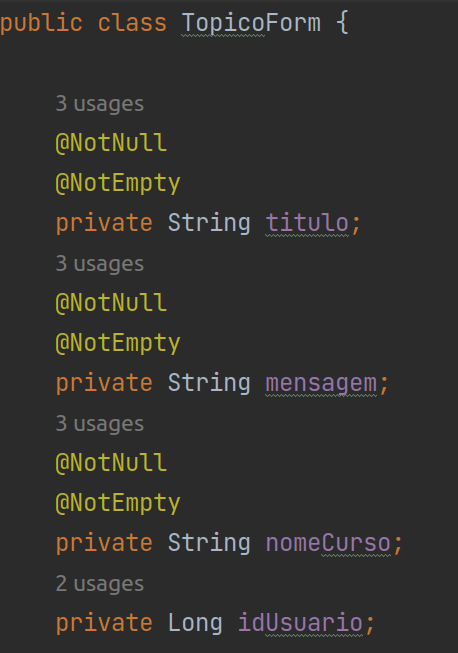 public class TopicoForm {
3 usages
@NotNull
@NotEmpty
private String titulo;
3 usages
@NotNull
@NotEmpty
private String mensagem;
3 usages
@NotNull
@NotEmpty
private String nomeCurso;
2 usages
private Long idUsuario;